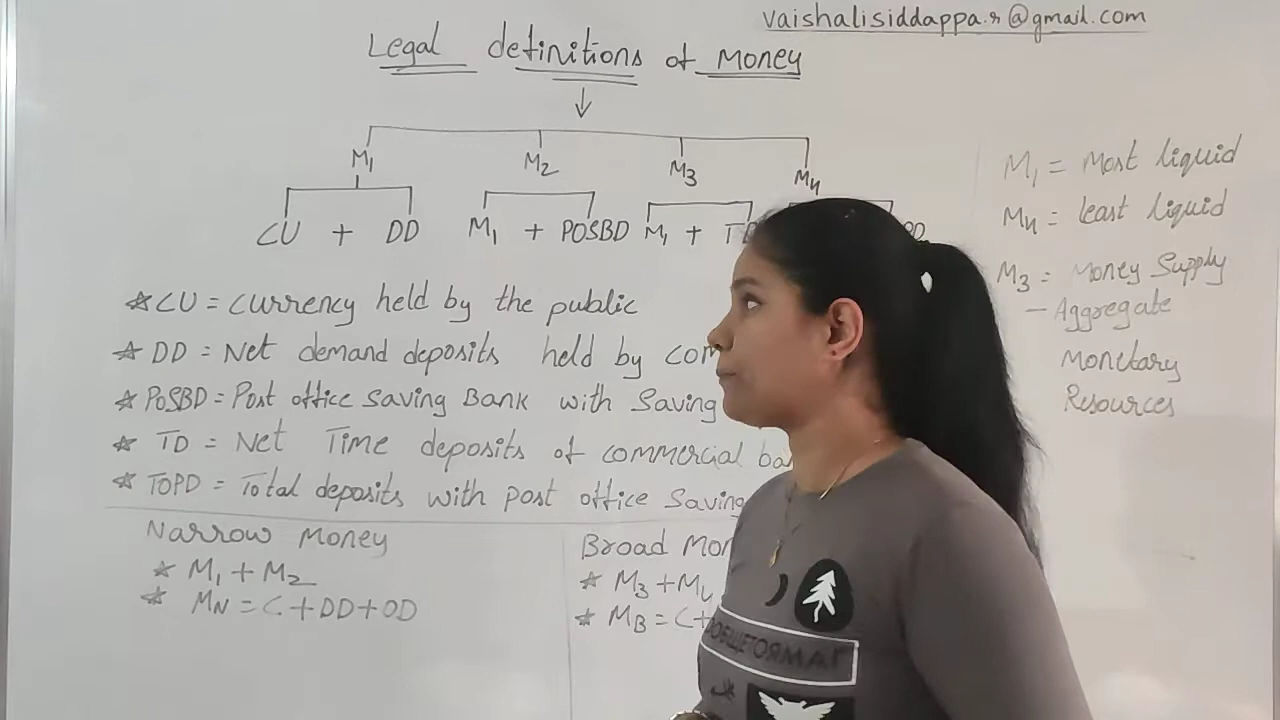 vaishalisiddappa.r@gmail.com
Legal definitions of Money
M1 M2 M3 M4
CU + DD M1 + POSBD M1 +
M1 = Most liquid
M4 = least liquid
M3 = Money Supply
- Aggregate
Monetary
Resources
* CU = Currency held by the public
* DD = Net demand deposits held by
* POSBD = Post office Saving Bank with Saving
* TD = Net Time deposits of commercial
* TOPD = Total deposits with post office Saving
Narrow Money
* M1 + M2
* MN = C + DD + OD
Broad
* M3 + M4
* MB = C +